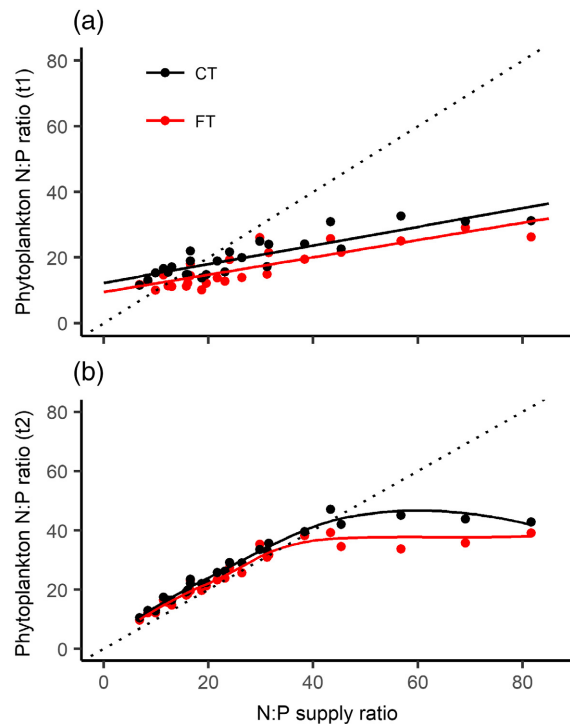 (a)
Phytoplankton N:P ratio (t1)
80
60
40
20
0
CT
FT
(b)
Phytoplankton N:P ratio (t2)
80
60
40
20
0
0 20 40 60 80
N:P supply ratio